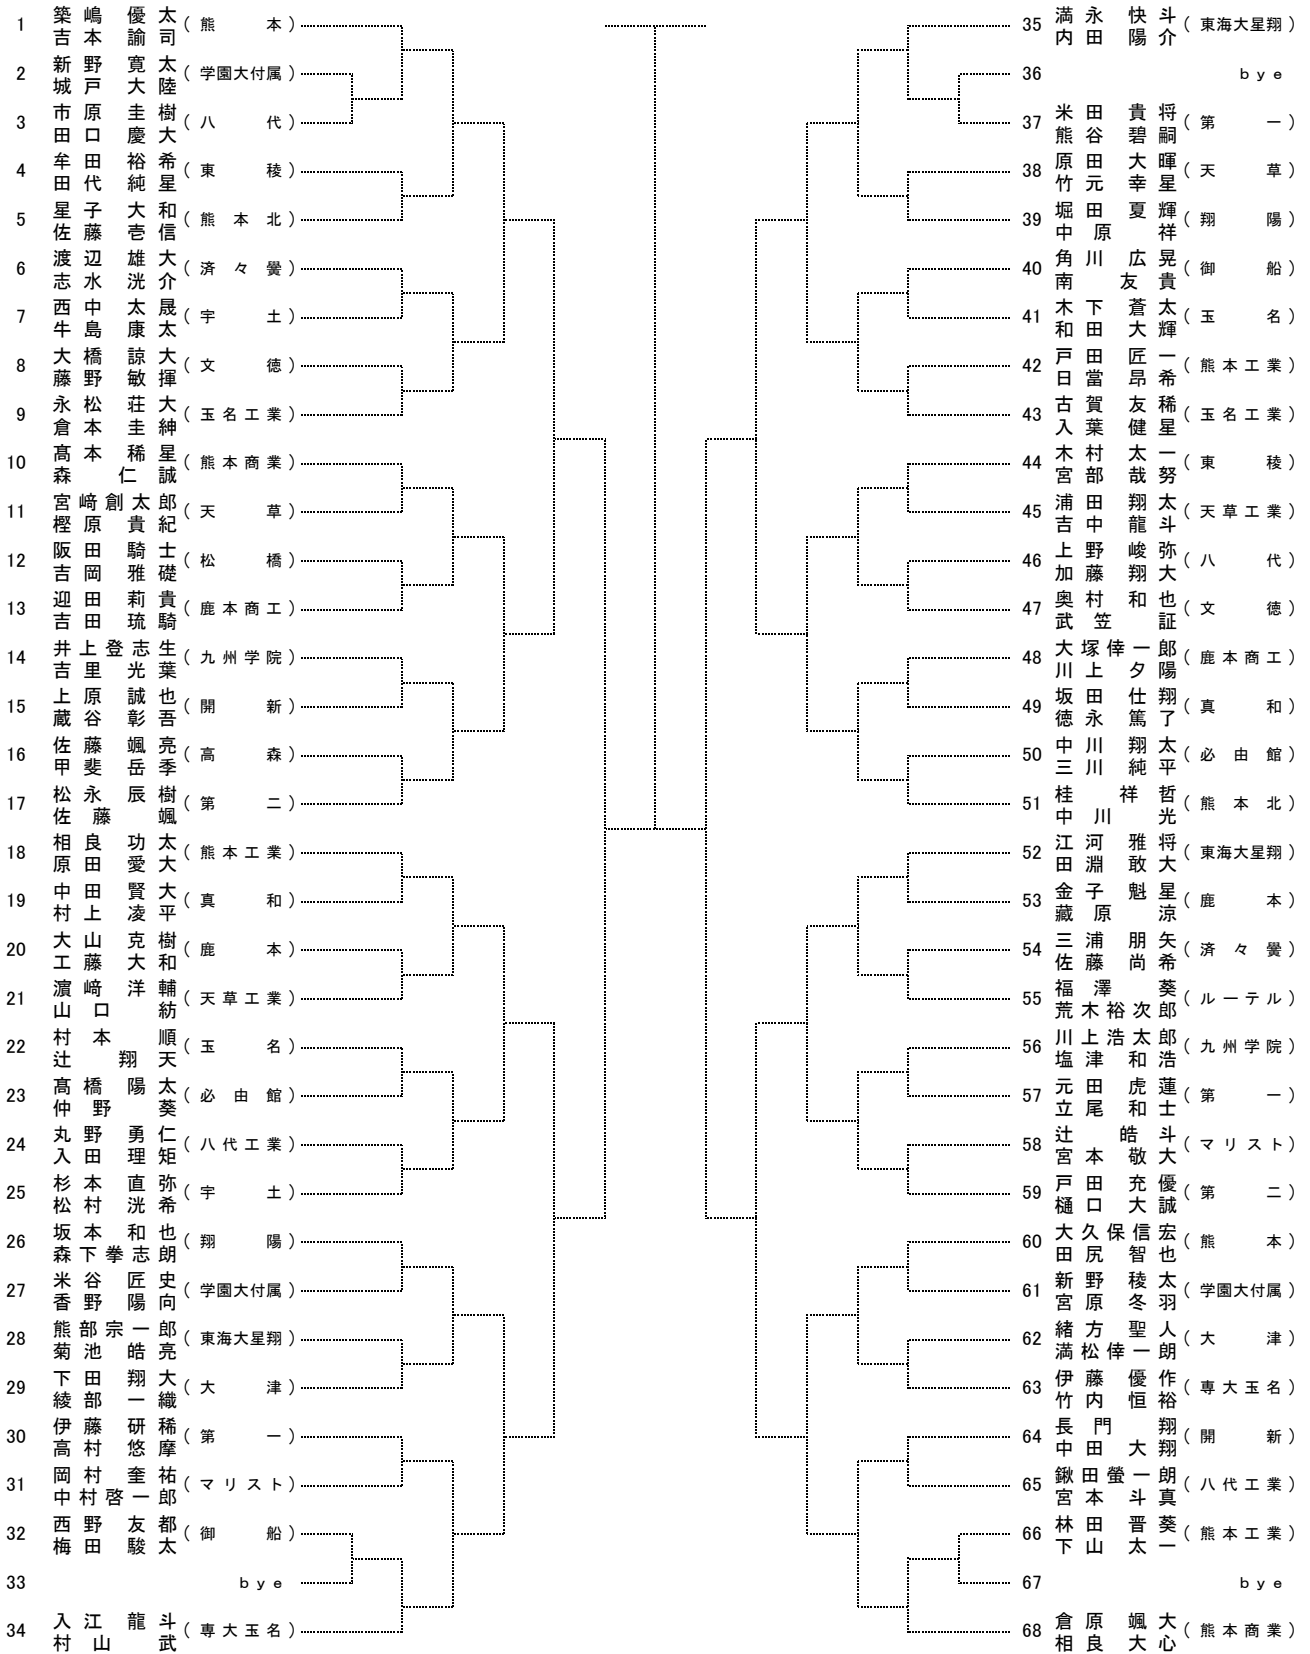 1 築嶋優太 吉本諭司 (熊本)
2 新野寛太 城戸大陸 (学園大付属)
3 市原圭樹 田口慶大 (八代)
4 牟田裕希 田代純星 (東稜)
5 星子大和 佐藤壱信 (熊本北)
6 渡辺雄大 志水洸介 (済々黌)
7 西中太晟 牛島康太 (宇土)
8 大橋諒大 藤野敏揮 (文徳)
9 永松荘大 倉本圭紳 (玉名工業)
10 髙本稀星 森仁誠 (熊本商業)
11 宮﨑創太郎 樫原貴紀 (天草)
12 阪田騎士 吉岡雅礎 (松橋)
13 迎田莉貴 吉田琉騎 (鹿本商工)
14 井上登志生 吉里光葉 (九州学院)
15 上原誠也 蔵谷彰吾 (開新)
16 佐藤颯亮 甲斐岳季 (高森)
17 松永辰樹 佐藤颯 (第二)
18 相良功太 原田愛大 (熊本工業)
19 中田賢大 村上凌平 (真和)
20 大山克樹 工藤大和 (鹿本)
21 濵﨑洋輔 山口紡 (天草工業)
22 村本順 辻翔天 (玉名)
23 髙橋陽太 仲野葵 (必由館)
24 丸野勇仁 入田理矩 (八代工業)
25 杉本直弥 松村洸希 (宇土)
26 坂本和也 森下拳志朗 (翔陽)
27 米谷匠史 香野陽向 (学園大付属)
28 熊部宗一郎 菊池皓亮 (東海大星翔)
29 下田翔大 綾部一織 (大津)
30 伊藤研稀 高村悠摩 (第一)
31 岡村奎祐 中村啓一郎 (マリスト)
32 西野友都 梅田駿太 (御船)
33 bye
34 入江龍斗 村山武 (専大玉名)
35 満永快斗 内田陽介 (東海大星翔)
36 bye
37 米田貴将 熊谷碧嗣 (第一)
38 原田大暉 竹元幸星 (天草)
39 堀田夏輝 中原祥 (翔陽)
40 角川広晃 南友貴 (御船)
41 木下蒼太 和田大輝 (玉名)
42 戸田匠一 日當昂希 (熊本工業)
43 古賀友稀 入葉健星 (玉名工業)
44 木村太一 宮部哉努 (東稜)
45 浦田翔太 吉中龍斗 (天草工業)
46 上野峻弥 加藤翔大 (八代)
47 奥村和也 武笠証 (文徳)
48 大塚倖一郎 川上夕陽 (鹿本商工)
49 坂田仕翔 徳永篤了 (真和)
50 中川翔太 三川純平 (必由館)
51 桂祥哲 中川光 (熊本北)
52 江河雅将 田淵敢大 (東海大星翔)
53 金子魁星 藏原涼 (鹿本)
54 三浦朋矢 佐藤尚希 (済々黌)
55 福澤葵 荒木裕次郎 (ルーテル)
56 川上浩太郎 塩津和浩 (九州学院)
57 元田虎蓮 立尾和士 (第一)
58 辻皓斗 宮本敬大 (マリスト)
59 戸田充優 樋口大誠 (第二)
60 大久保信宏 田尻智也 (熊本)
61 新野稜太 宮原冬羽 (学園大付属)
62 緒方聖人 満松倖一朗 (大津)
63 伊藤優作 竹内恒裕 (専大玉名)
64 長門翔 中田大翔 (開新)
65 鍬田螢一朗 宮本斗真 (八代工業)
66 林田晋葵 下山太一 (熊本工業)
67 bye
68 倉原颯大 相良大心 (熊本商業)